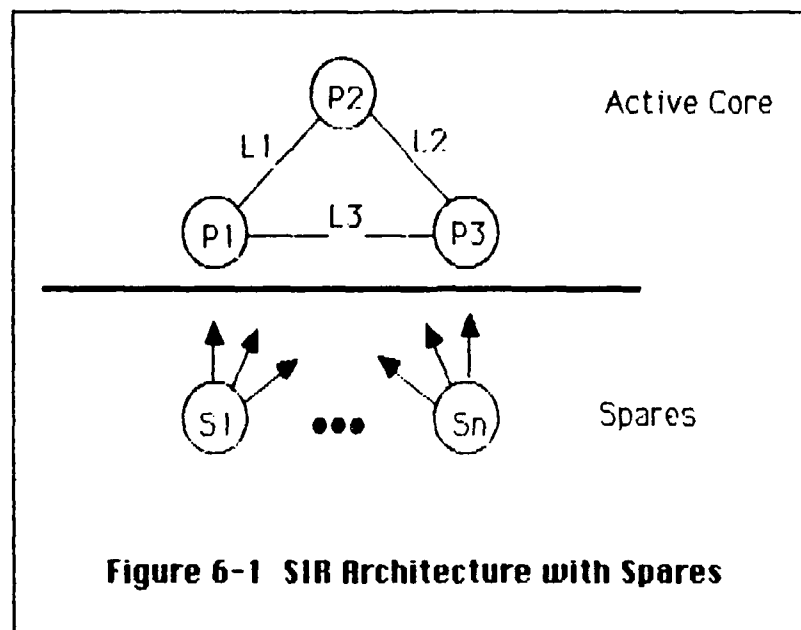 P2
Active Core
L1
L2
P1
L3
P3
S1
•••
Sn
Spares
Figure 6-1 SIR Architecture with Spares